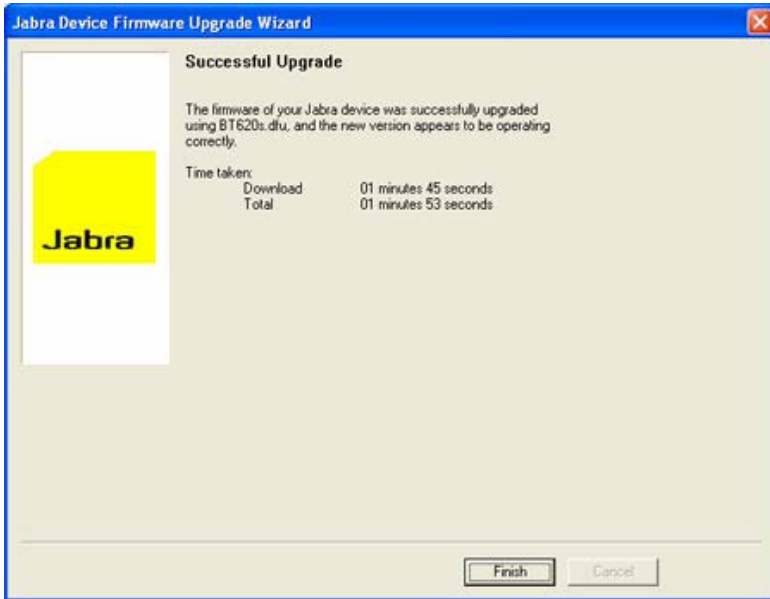 Jabra Device Firmware Upgrade Wizard
Successful Upgrade
The firmware of your Jabra device was successfully upgraded
using BT620s.dfu, and the new version appears to be operating
correctly.
Time taken:
Download 01 minutes 45 seconds
Total 01 minutes 53 seconds
Jabra
Finish Cancel